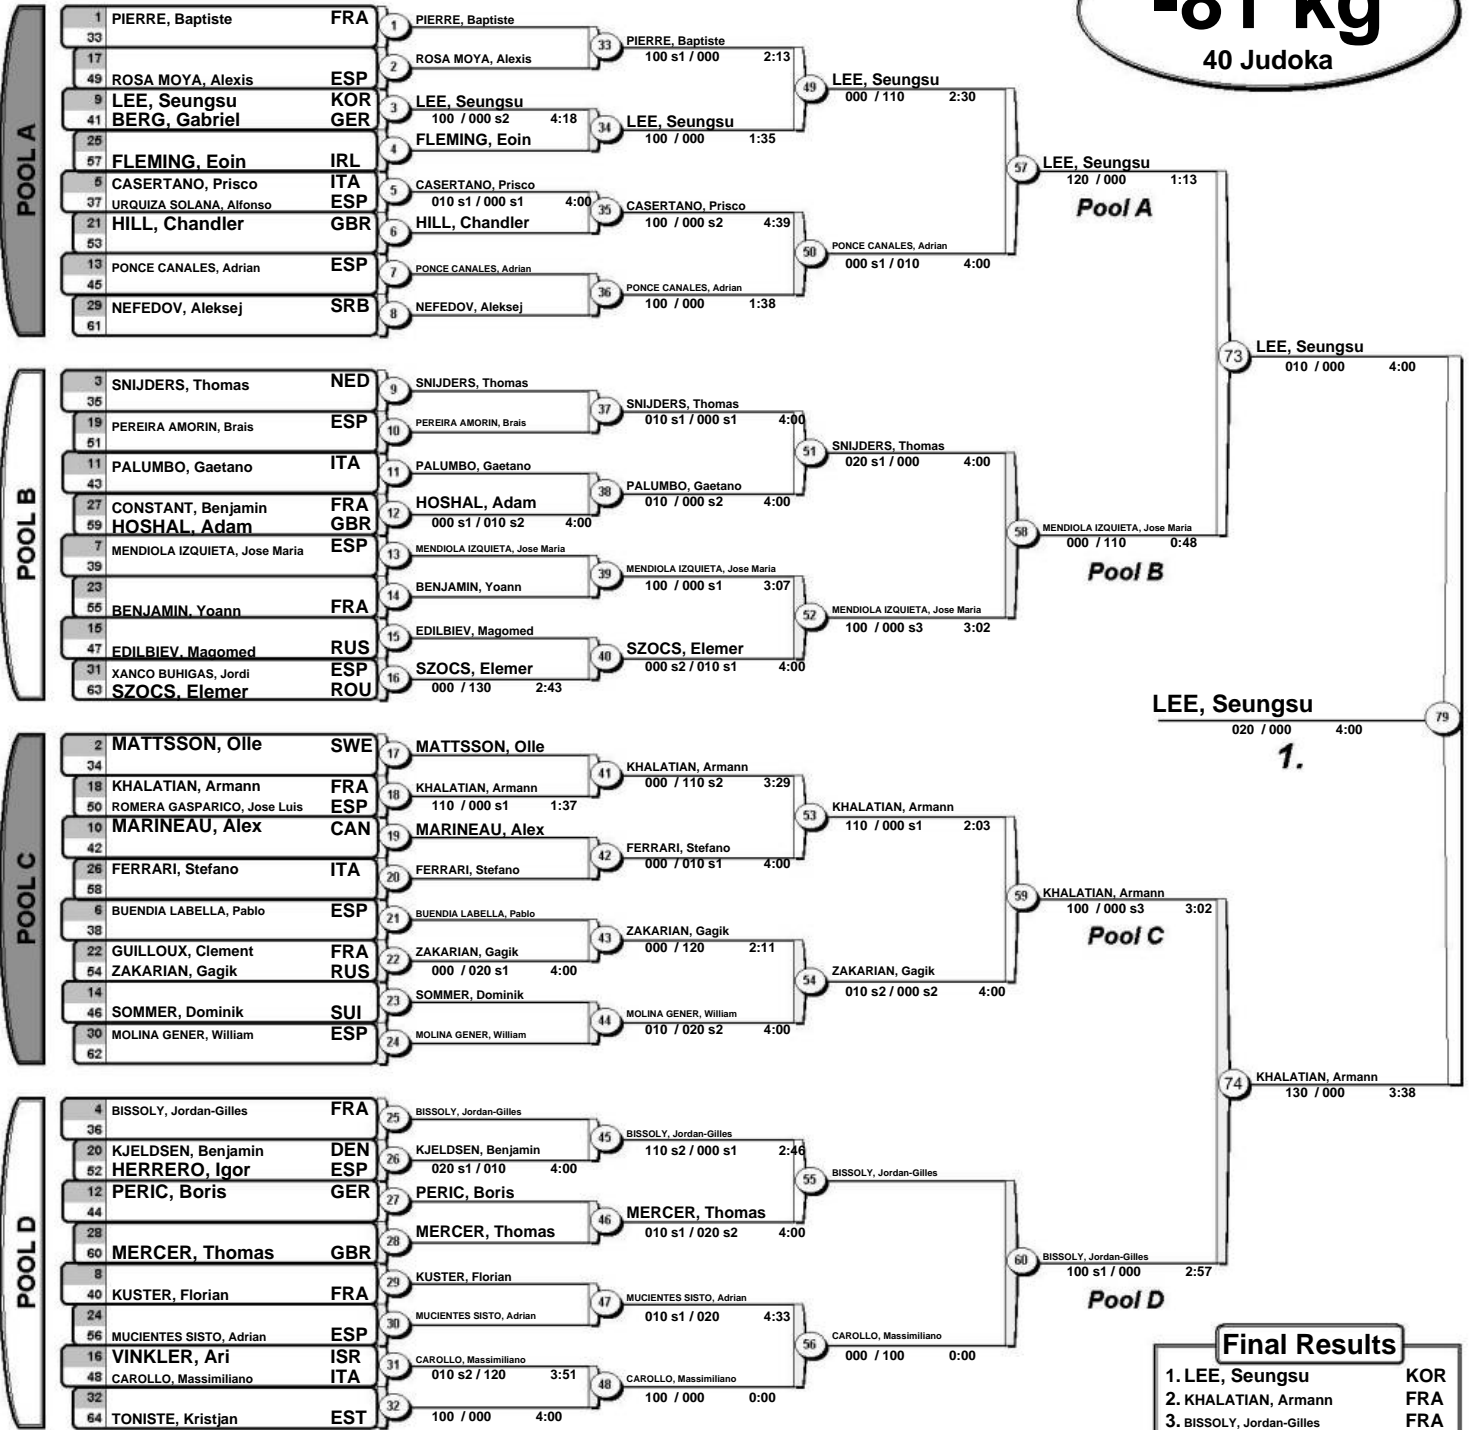 -81 kg
40 Judoka
POOL A
1 PIERRE, Baptiste FRA
33
17
49 ROSA MOYA, Alexis ESP
9 LEE, Seungsu KOR
41 BERG, Gabriel GER
25
57 FLEMING, Eoin IRL
5 CASERTANO, Prisco ITA
37 URQUIZA SOLANA, Alfonso ESP
21 HILL, Chandler GBR
53
13 PONCE CANALES, Adrian ESP
45
29 NEFEDOV, Aleksej SRB
61
1 PIERRE, Baptiste
2 ROSA MOYA, Alexis
3 LEE, Seungsu
100 / 000 s2 4:18
4 FLEMING, Eoin
5 CASERTANO, Prisco
010 s1 / 000 s1 4:00
6 HILL, Chandler
7 PONCE CANALES, Adrian
8 NEFEDOV, Aleksej
33 PIERRE, Baptiste
100 s1 / 000 2:13
34 LEE, Seungsu
100 / 000 1:35
35 CASERTANO, Prisco
100 / 000 s2 4:39
36 PONCE CANALES, Adrian
100 / 000 1:38
49 LEE, Seungsu
000 / 110 2:30
50 PONCE CANALES, Adrian
000 s1 / 010 4:00
57 LEE, Seungsu
120 / 000 1:13
Pool A
POOL B
3 SNIJDERS, Thomas NED
35
19 PEREIRA AMORIN, Brais ESP
51
11 PALUMBO, Gaetano ITA
43
27 CONSTANT, Benjamin FRA
59 HOSHAL, Adam GBR
7 MENDIOLA IZQUIETA, Jose Maria ESP
39
23
55 BENJAMIN, Yoann FRA
15
47 EDILBIEV, Magomed RUS
31 XANCO BUHIGAS, Jordi ESP
63 SZOCS, Elemer ROU
9 SNIJDERS, Thomas
10 PEREIRA AMORIN, Brais
11 PALUMBO, Gaetano
12 HOSHAL, Adam
000 s1 / 010 s2 4:00
13 MENDIOLA IZQUIETA, Jose Maria
14 BENJAMIN, Yoann
15 EDILBIEV, Magomed
16 SZOCS, Elemer
000 / 130 2:43
37 SNIJDERS, Thomas
010 s1 / 000 s1 4:00
38 PALUMBO, Gaetano
010 / 000 s2 4:00
39 MENDIOLA IZQUIETA, Jose Maria
100 / 000 s1 3:07
40 SZOCS, Elemer
000 s2 / 010 s1 4:00
51 SNIJDERS, Thomas
020 s1 / 000 4:00
52 MENDIOLA IZQUIETA, Jose Maria
100 / 000 s3 3:02
58 MENDIOLA IZQUIETA, Jose Maria
000 / 110 0:48
Pool B
73 LEE, Seungsu
010 / 000 4:00
LEE, Seungsu 79
020 / 000 4:00
1.
POOL C
2 MATTSSON, Olle SWE
34
18 KHALATIAN, Armann FRA
50 ROMERA GASPARICO, Jose Luis ESP
10 MARINEAU, Alex CAN
42
26 FERRARI, Stefano ITA
58
6 BUENDIA LABELLA, Pablo ESP
38
22 GUILLOUX, Clement FRA
54 ZAKARIAN, Gagik RUS
14
46 SOMMER, Dominik SUI
30 MOLINA GENER, William ESP
62
17 MATTSSON, Olle
18 KHALATIAN, Armann
110 / 000 s1 1:37
19 MARINEAU, Alex
20 FERRARI, Stefano
21 BUENDIA LABELLA, Pablo
22 ZAKARIAN, Gagik
000 / 020 s1 4:00
23 SOMMER, Dominik
24 MOLINA GENER, William
41 KHALATIAN, Armann
000 / 110 s2 3:29
42 FERRARI, Stefano
000 / 010 s1 4:00
43 ZAKARIAN, Gagik
000 / 120 2:11
44 MOLINA GENER, William
010 / 020 s2 4:00
53 KHALATIAN, Armann
110 / 000 s1 2:03
54 ZAKARIAN, Gagik
010 s2 / 000 s2 4:00
59 KHALATIAN, Armann
100 / 000 s3 3:02
Pool C
POOL D
4 BISSOLY, Jordan-Gilles FRA
36
20 KJELDSEN, Benjamin DEN
52 HERRERO, Igor ESP
12 PERIC, Boris GER
44
28
60 MERCER, Thomas GBR
8
40 KUSTER, Florian FRA
24
56 MUCIENTES SISTO, Adrian ESP
16 VINKLER, Ari ISR
48 CAROLLO, Massimiliano ITA
32
64 TONISTE, Kristjan EST
25 BISSOLY, Jordan-Gilles
26 KJELDSEN, Benjamin
020 s1 / 010 4:00
27 PERIC, Boris
28 MERCER, Thomas
29 KUSTER, Florian
30 MUCIENTES SISTO, Adrian
31 CAROLLO, Massimiliano
010 s2 / 120 3:51
32
100 / 000 4:00
45 BISSOLY, Jordan-Gilles
110 s2 / 000 s1 2:46
46 MERCER, Thomas
010 s1 / 020 s2 4:00
47 MUCIENTES SISTO, Adrian
010 s1 / 020 4:33
48 CAROLLO, Massimiliano
100 / 000 0:00
55 BISSOLY, Jordan-Gilles
56 CAROLLO, Massimiliano
000 / 100 0:00
60 BISSOLY, Jordan-Gilles
100 s1 / 000 2:57
Pool D
74 KHALATIAN, Armann
130 / 000 3:38
Final Results
1. LEE, Seungsu KOR
2. KHALATIAN, Armann FRA
3. BISSOLY, Jordan-Gilles FRA